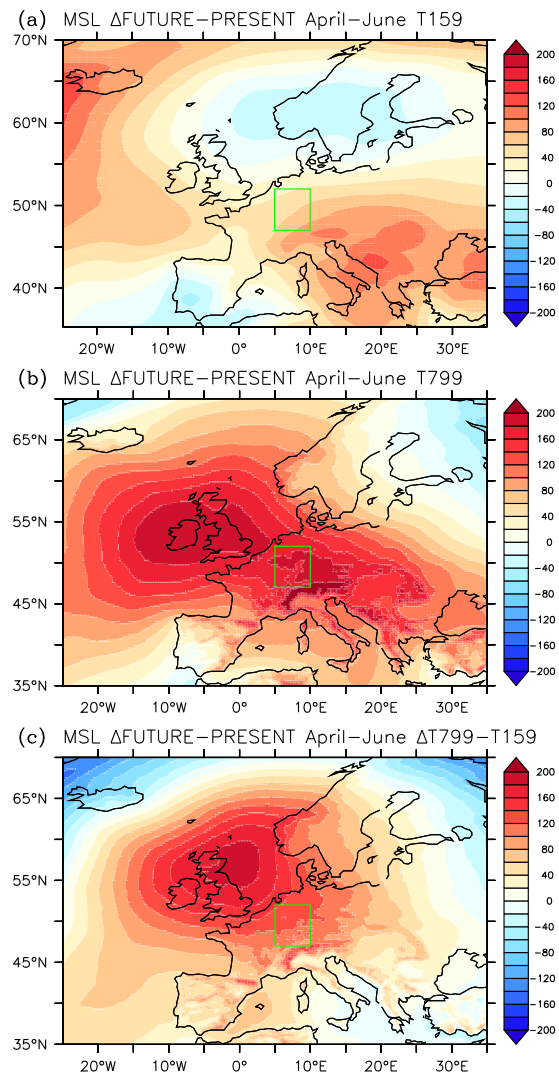 (a) MSL ΔFUTURE−PRESENT April−June T159
70°N
60°N
50°N
40°N
20°W 10°W 0° 10°E 20°E 30°E
200
160
120
80
40
0
−40
−80
−120
−160
−200
(b) MSL ΔFUTURE−PRESENT April−June T799
65°N
55°N
45°N
35°N
20°W 10°W 0° 10°E 20°E 30°E
200
160
120
80
40
0
−40
−80
−120
−160
−200
(c) MSL ΔFUTURE−PRESENT April−June ΔT799−T159
65°N
55°N
45°N
35°N
20°W 10°W 0° 10°E 20°E 30°E
200
160
120
80
40
0
−40
−80
−120
−160
−200